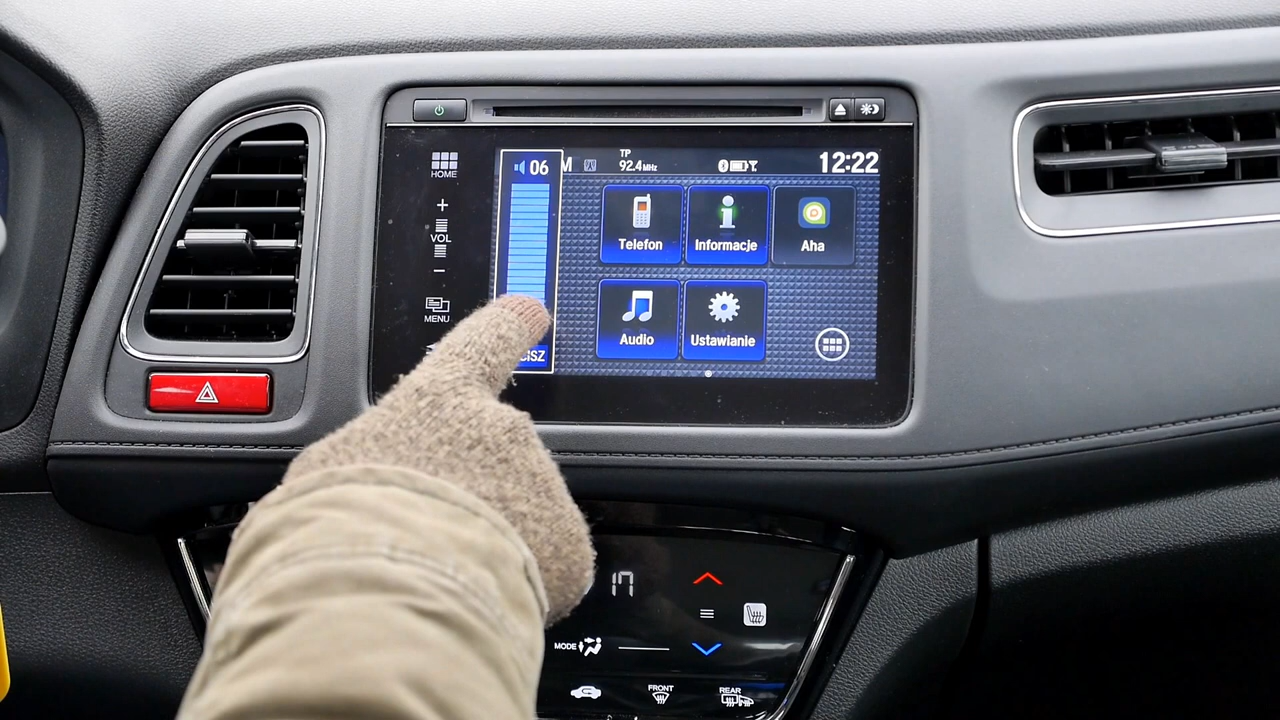 HOME
+
VOL
−
MENU
06
M
TP
92.4MHz
12:22
Telefon
Informacje
Aha
Audio
Ustawianie
CISZ
17
MODE
FRONT
REAR